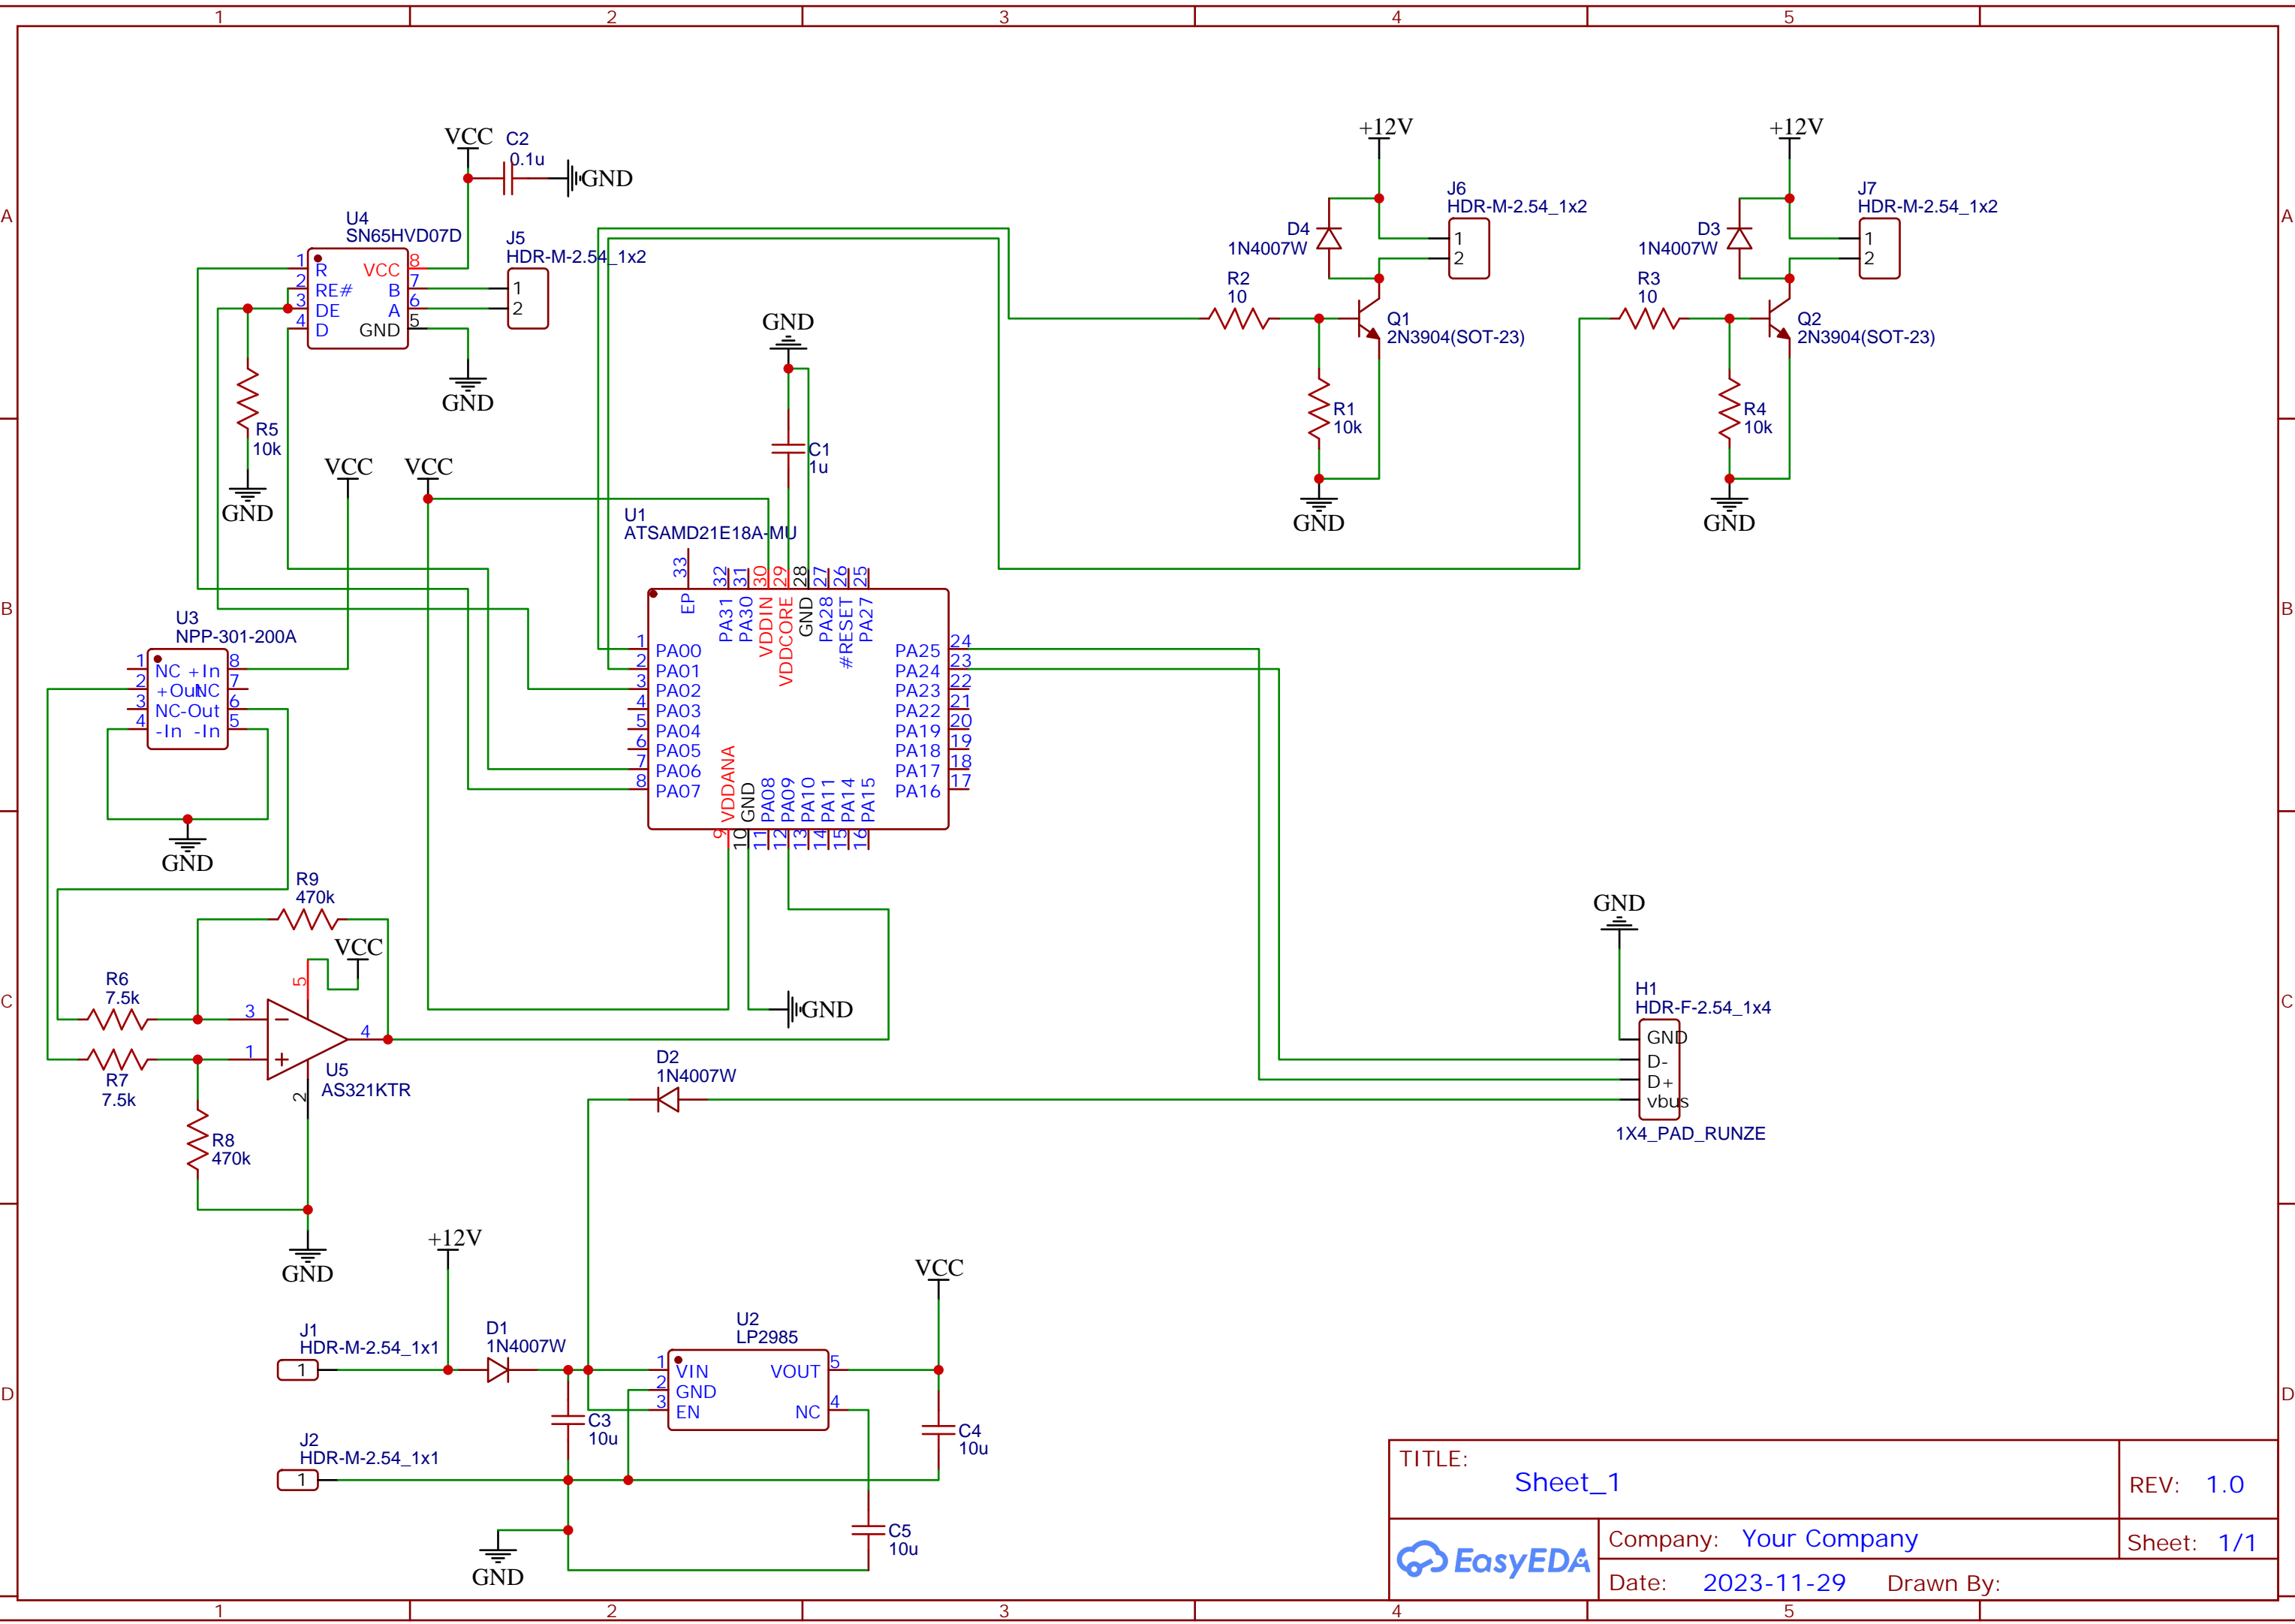 1 2 3 4 5
A
B
C
D
A
B
C
D
VCC
C2
0.1u
GND
U4
SN65HVD07D
1 R
2 RE#
3 DE
4 D
VCC 8
B 7
A 6
GND 5
J5
HDR-M-2.54_1x2
1
2
GND
R5
10k
GND
VCC
VCC
GND
C1
1u
+12V
D4
1N4007W
J6
HDR-M-2.54_1x2
1
2
R2
10
Q1
2N3904(SOT-23)
R1
10k
GND
+12V
D3
1N4007W
J7
HDR-M-2.54_1x2
1
2
R3
10
Q2
2N3904(SOT-23)
R4
10k
GND
U1
ATSAMD21E18A-MU
33 EP
32 PA31
31 PA30
30 VDDIN
29 VDDCORE
28 GND
27 PA28
26 #RESET
25 PA27
1 PA00
2 PA01
3 PA02
4 PA03
5 PA04
6 PA05
7 PA06
8 PA07
PA25 24
PA24 23
PA23 22
PA22 21
PA19 20
PA18 19
PA17 18
PA16 17
9 VDDANA
10 GND
11 PA08
12 PA09
13 PA10
14 PA11
15 PA14
16 PA15
GND
U3
NPP-301-200A
1 NC +In 8
2 +Out NC 7
3 NC -Out 6
4 -In -In 5
GND
R9
470k
VCC
R6
7.5k
R7
7.5k
3
1
5
4
2
U5
AS321KTR
R8
470k
GND
D2
1N4007W
GND
H1
HDR-F-2.54_1x4
GND
D-
D+
vbus
1X4_PAD_RUNZE
+12V
J1
HDR-M-2.54_1x1
1
D1
1N4007W
U2
LP2985
1 VIN
2 GND
3 EN
VOUT 5
NC 4
VCC
C3
10u
C4
10u
J2
HDR-M-2.54_1x1
1
C5
10u
GND
TITLE:
Sheet_1
REV: 1.0
EasyEDA
Company: Your Company
Sheet: 1/1
Date: 2023-11-29 Drawn By:
1 2 3 4 5